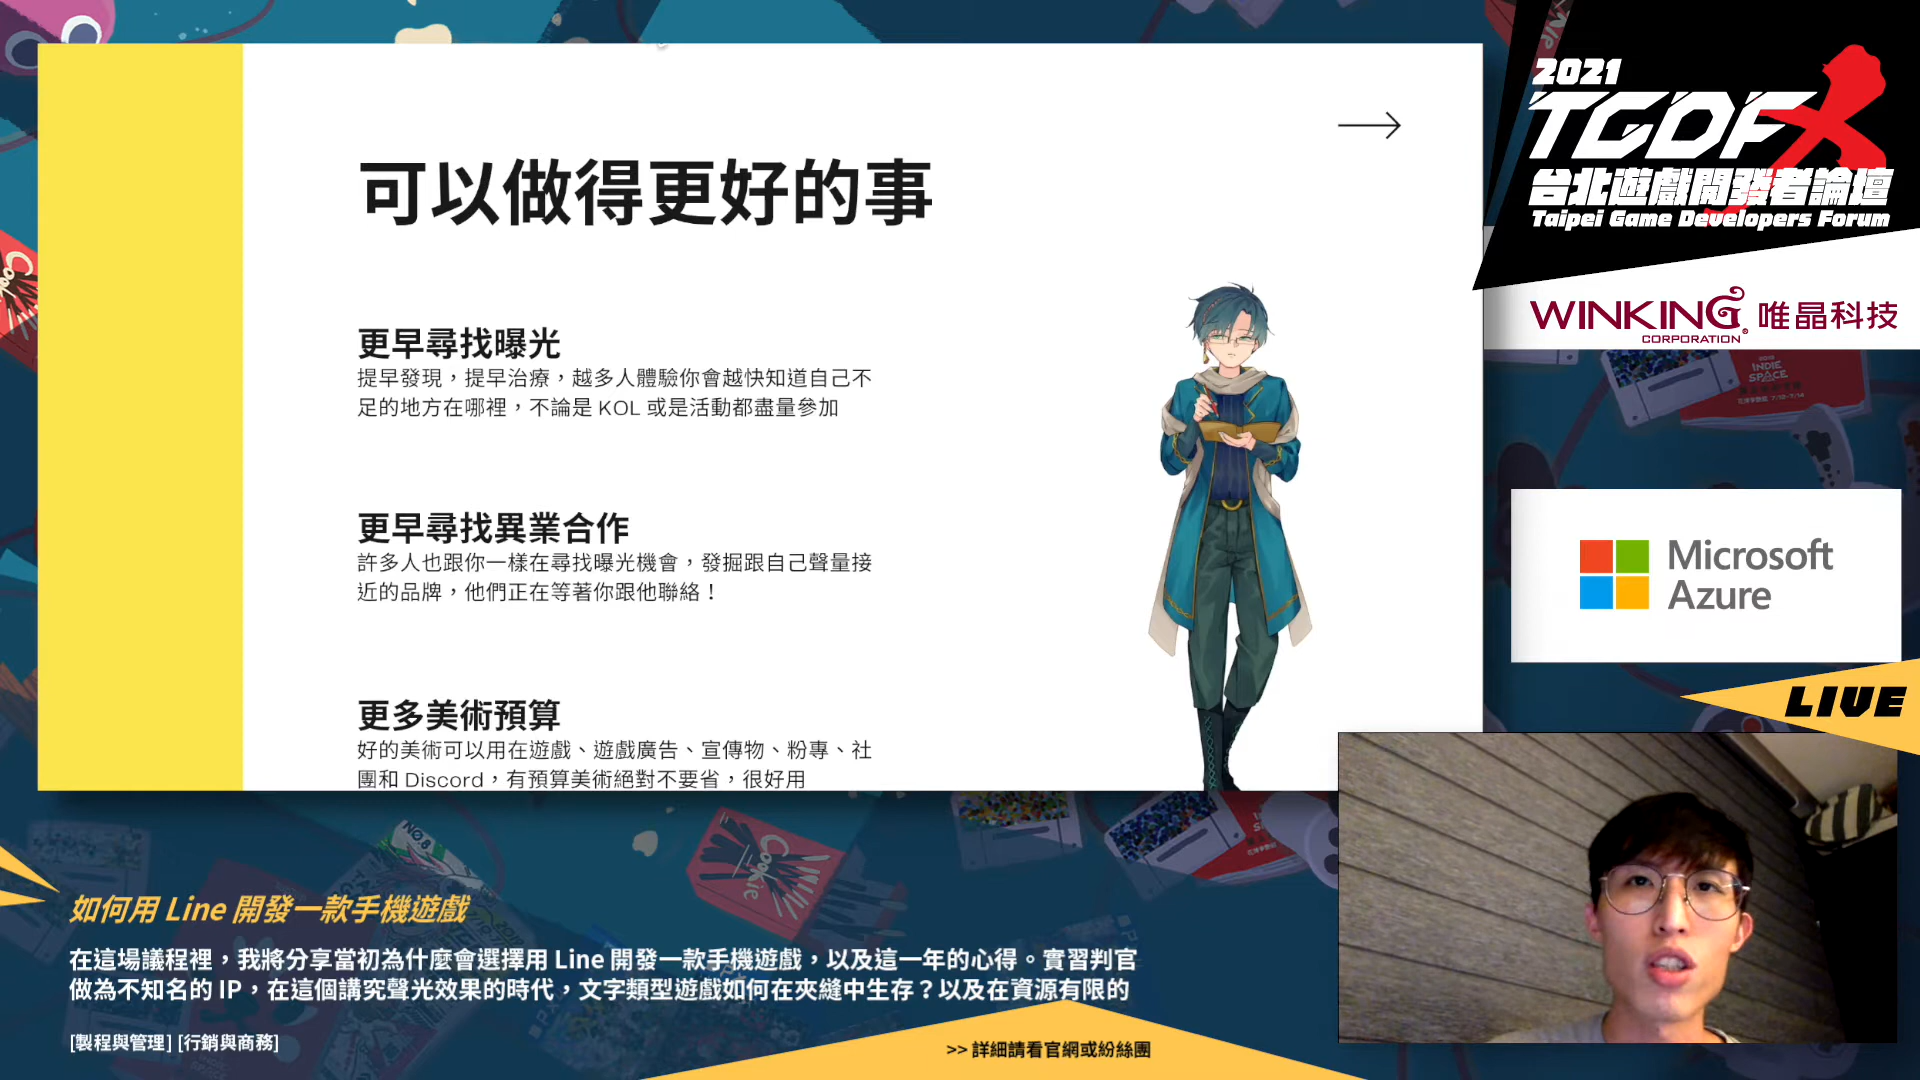 可以做得更好的事
更早尋找曝光
提早發現，提早治療，越多人體驗你會越快知道自己不
足的地方在哪裡，不論是 KOL 或是活動都盡量參加
更早尋找異業合作
許多人也跟你一樣在尋找曝光機會，發掘跟自己聲量接
近的品牌，他們正在等著你跟他聯絡！
更多美術預算
好的美術可以用在遊戲、遊戲廣告、宣傳物、粉專、社
團和 Discord，有預算美術絕對不要省，很好用
2021
TGDF
台北遊戲開發者論壇
Taipei Game Developers Forum
WINKING 唯晶科技
CORPORATION
INDIE
SPACE
Microsoft
Azure
LIVE
NO.8
Cookie
如何用 Line 開發一款手機遊戲
在這場議程裡，我將分享當初為什麼會選擇用 Line 開發一款手機遊戲，以及這一年的心得。實習判官
做為不知名的 IP，在這個講究聲光效果的時代，文字類型遊戲如何在夾縫中生存？以及在資源有限的
[製程與管理] [行銷與商務]
>> 詳細請看官網或紛絲團